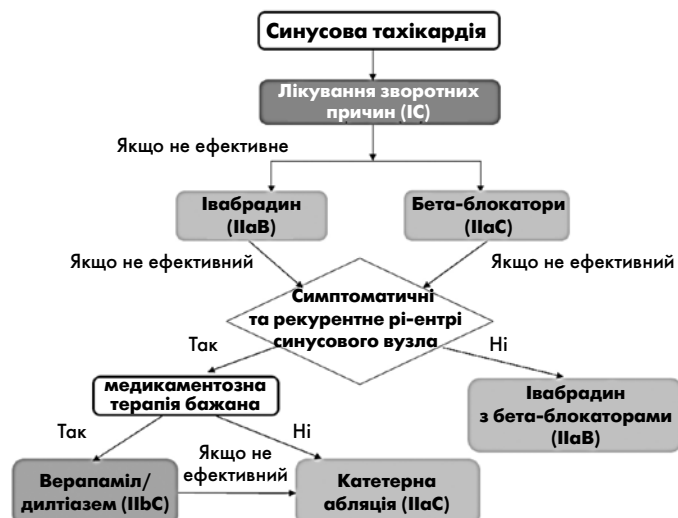 Синусова тахікардія
Лікування зворотних
причин (IC)
Якщо не ефективне
Івабрадин
(IIaB)
Бета-блокатори
(IIaC)
Якщо не ефективний
Якщо не ефективний
Симптоматичні
та рекурентне рі-ентрі
синусового вузла
Так
Ні
медикаментозна
терапія бажана
Івабрадин
з бета-блокаторами
(IIaB)
Так
Якщо не
ефективний
Ні
Верапаміл/
дилтіазем (IIbC)
Катетерна
абляція (IIaC)